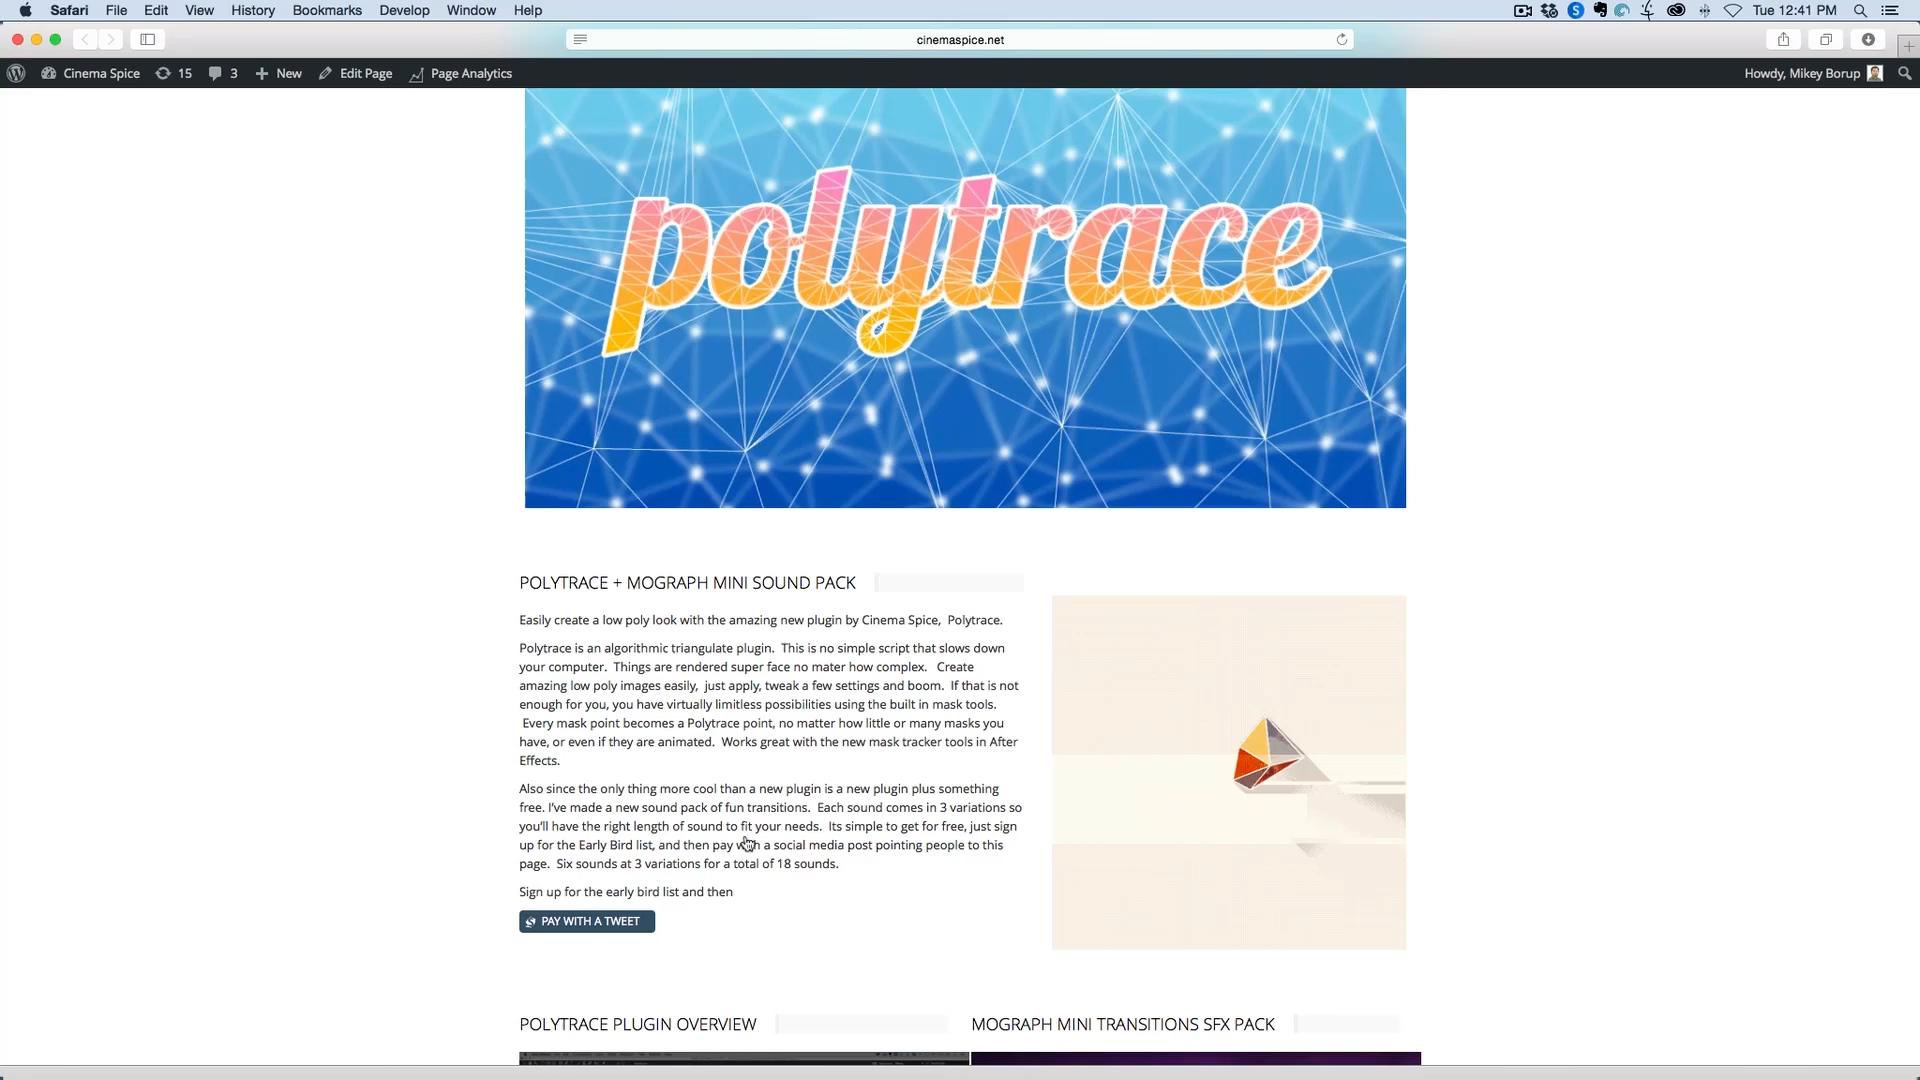 Safari File Edit View History Bookmarks Develop Window Help Tue 12:41 PM
cinemaspice.net
Cinema Spice 15 3 New Edit Page Page Analytics Howdy, Mikey Borup
polytrace
POLYTRACE + MOGRAPH MINI SOUND PACK
Easily create a low poly look with the amazing new plugin by Cinema Spice,  Polytrace.
Polytrace is an algorithmic triangulate plugin.  This is no simple script that slows down
your computer.  Things are rendered super face no mater how complex.   Create
amazing low poly images easily,  just apply, tweak a few settings and boom.  If that is not
enough for you, you have virtually limitless possibilities using the built in mask tools.
Every mask point becomes a Polytrace point, no matter how little or many masks you
have, or even if they are animated.  Works great with the new mask tracker tools in After
Effects.
Also since the only thing more cool than a new plugin is a new plugin plus something
free. I've made a new sound pack of fun transitions.  Each sound comes in 3 variations so
you'll have the right length of sound to fit your needs.  Its simple to get for free, just sign
up for the Early Bird list, and then pay with a social media post pointing people to this
page.  Six sounds at 3 variations for a total of 18 sounds.
Sign up for the early bird list and then
PAY WITH A TWEET
POLYTRACE PLUGIN OVERVIEW
MOGRAPH MINI TRANSITIONS SFX PACK